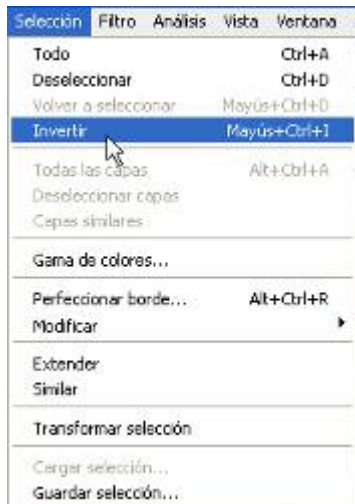 Selección Filtro Análisis Vista Ventana
Todo Ctrl+A
Deseleccionar Ctrl+D
Volver a seleccionar Mayús+Ctrl+D
Invertir Mayús+Ctrl+I
Todas las capas Alt+Ctrl+A
Deseleccionar capas
Capas similares
Gama de colores...
Perfeccionar borde... Alt+Ctrl+R
Modificar
Extender
Similar
Transformar selección
Cargar selección...
Guardar selección...